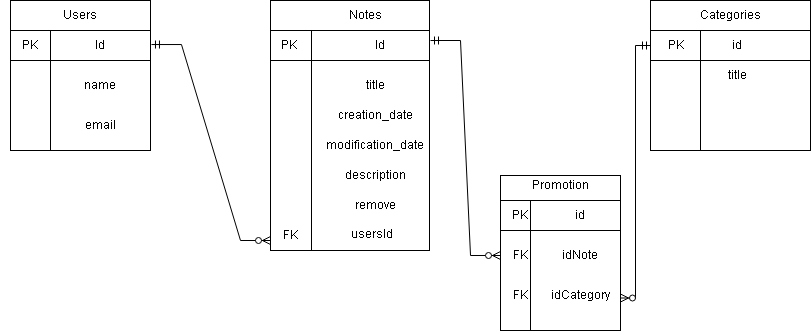 Users
PK Id
name
email
Notes
PK Id
title
creation_date
modification_date
description
remove
FK usersId
Categories
PK id
title
Promotion
PK id
FK idNote
FK idCategory